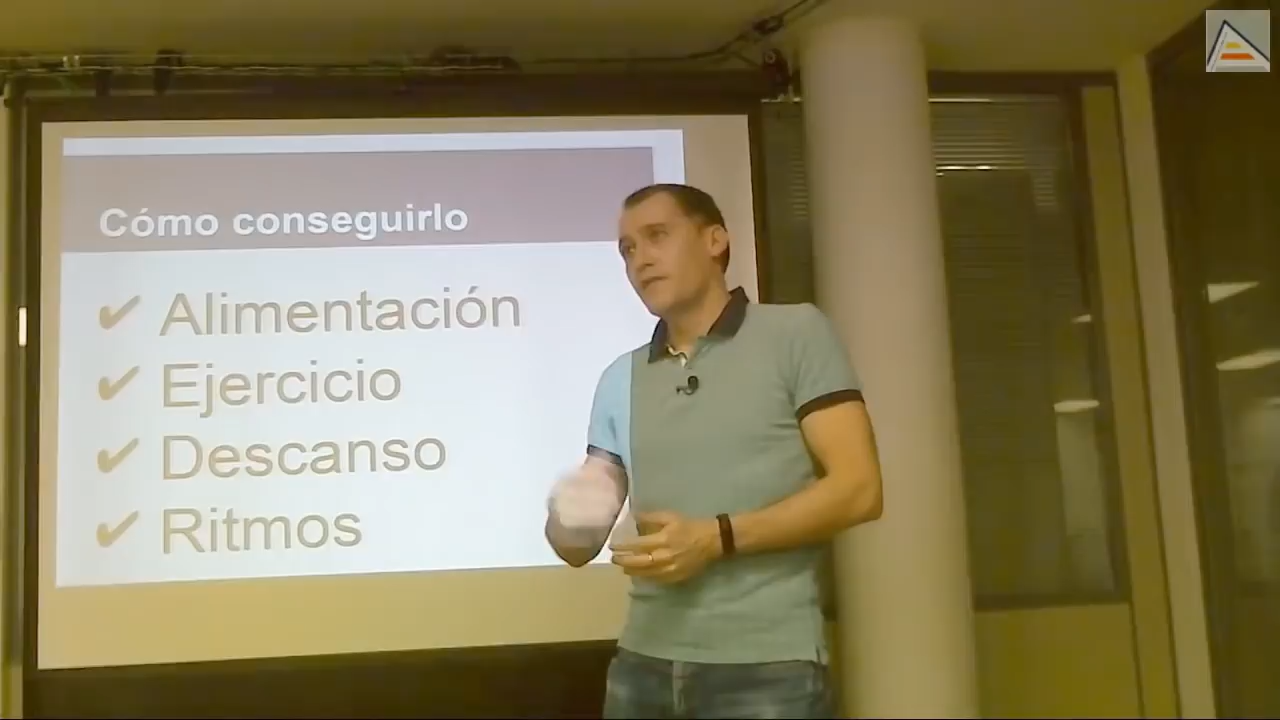 Cómo conseguirlo
✔ Alimentación
✔ Ejercicio
✔ Descanso
✔ Ritmos